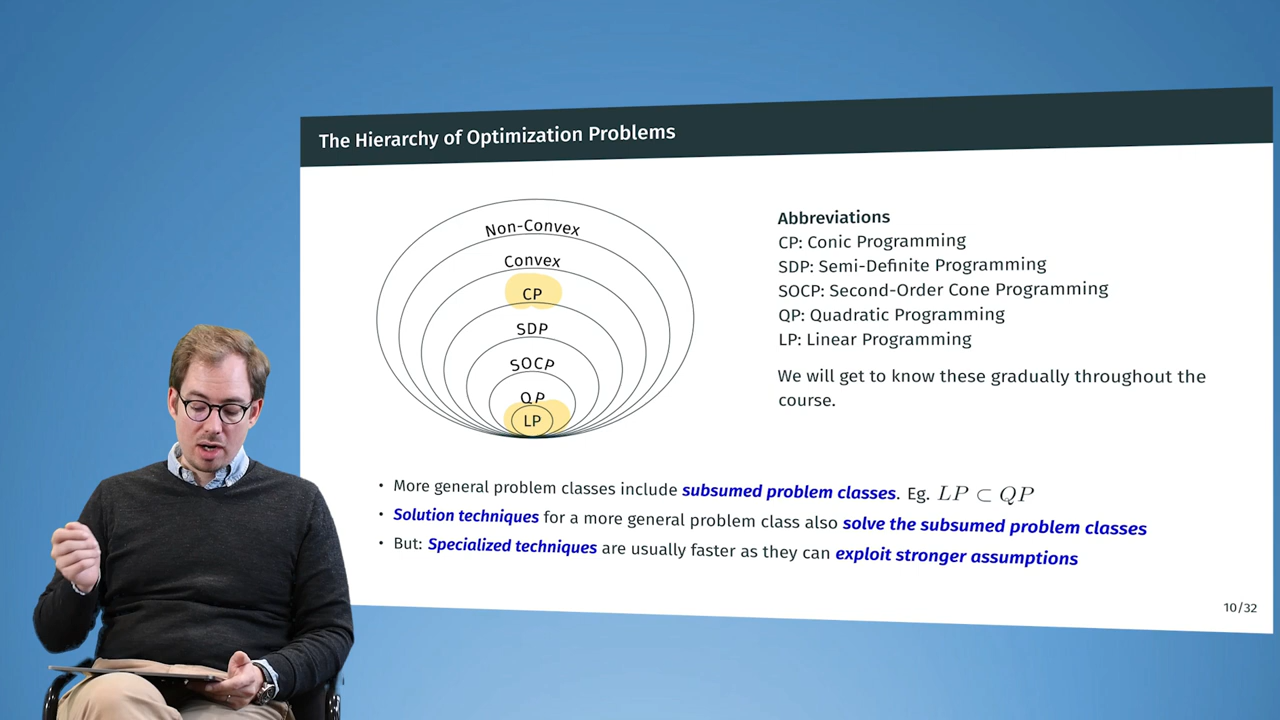 The Hierarchy of Optimization Problems
Non-Convex
Convex
CP
SDP
SOCP
QP
LP
Abbreviations
CP: Conic Programming
SDP: Semi-Definite Programming
SOCP: Second-Order Cone Programming
QP: Quadratic Programming
LP: Linear Programming
We will get to know these gradually throughout the
course.
• More general problem classes include subsumed problem classes. Eg. LP ⊂ QP
• Solution techniques for a more general problem class also solve the subsumed problem classes
• But: Specialized techniques are usually faster as they can exploit stronger assumptions
10/32